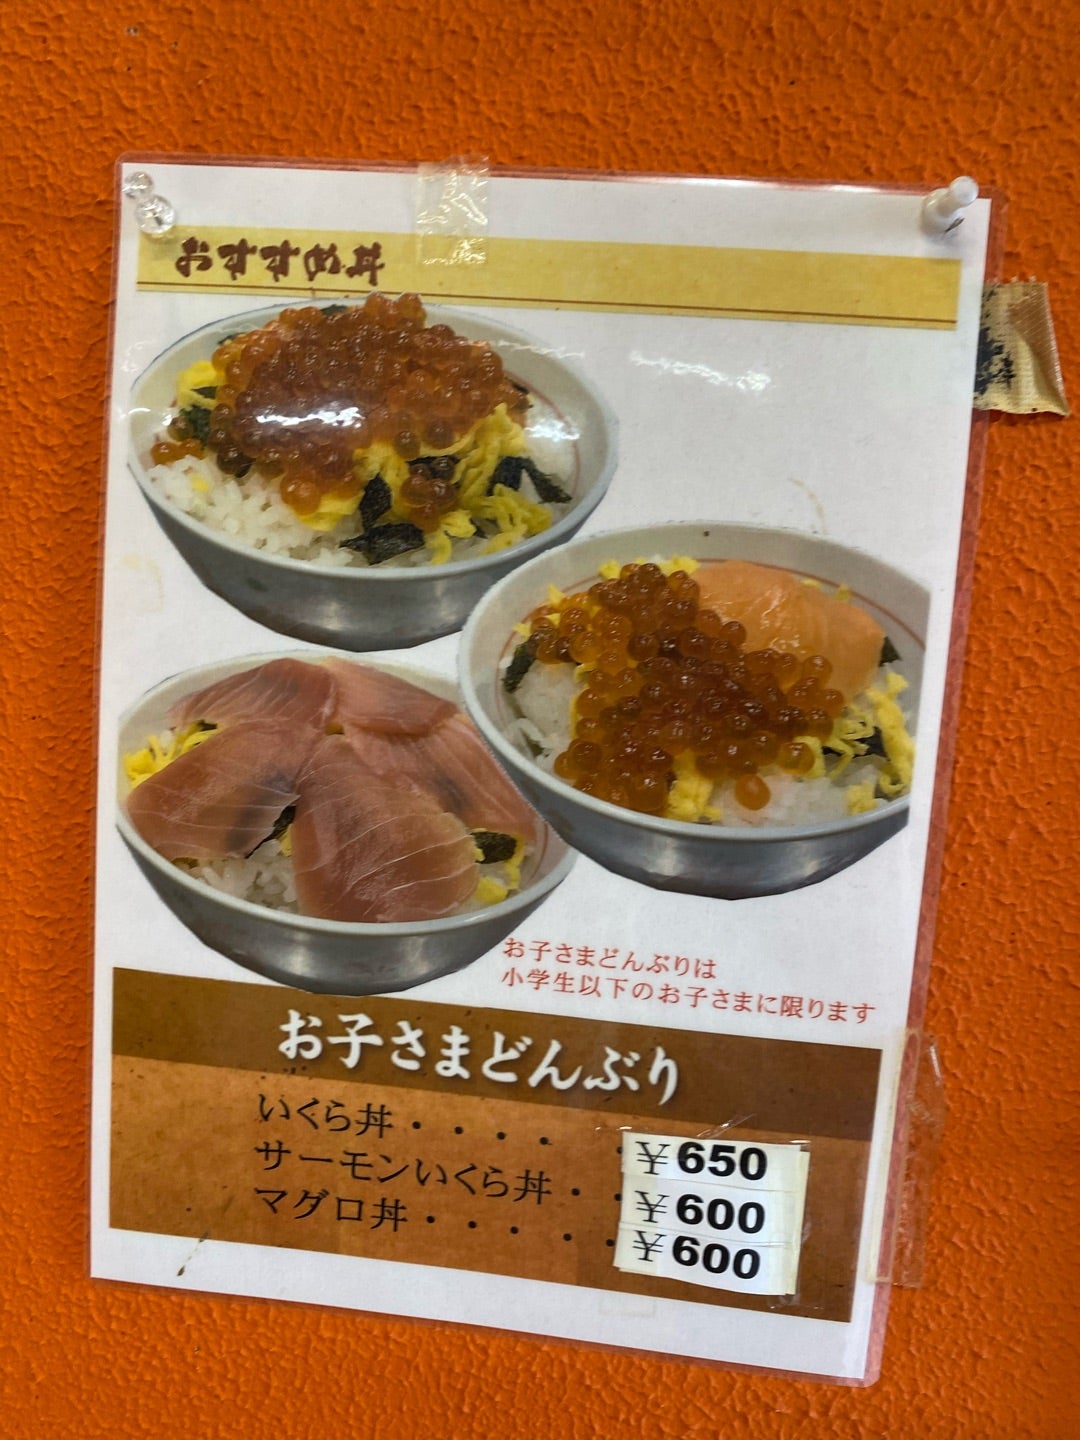 おすすめ丼
お子さまどんぶりは
小学生以下のお子さまに限ります
お子さまどんぶり
いくら丼・・・・・¥650
サーモンいくら丼・・¥600
マグロ丼・・・・・¥600